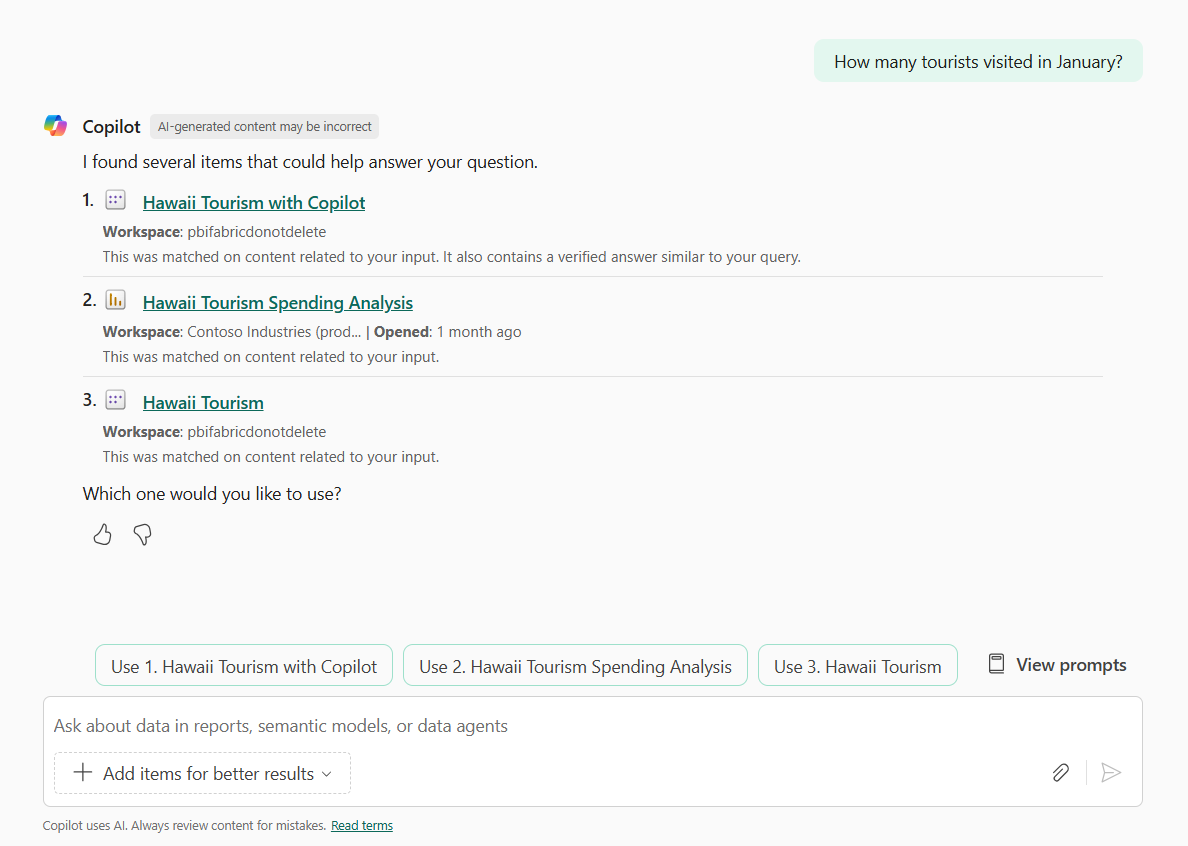 How many tourists visited in January?
Copilot AI-generated content may be incorrect
I found several items that could help answer your question.
1. Hawaii Tourism with Copilot
Workspace: pbifabricdonotdelete
This was matched on content related to your input. It also contains a verified answer similar to your query.
2. Hawaii Tourism Spending Analysis
Workspace: Contoso Industries (prod... | Opened: 1 month ago
This was matched on content related to your input.
3. Hawaii Tourism
Workspace: pbifabricdonotdelete
This was matched on content related to your input.
Which one would you like to use?
Use 1. Hawaii Tourism with Copilot Use 2. Hawaii Tourism Spending Analysis Use 3. Hawaii Tourism View prompts
Ask about data in reports, semantic models, or data agents
Add items for better results
Copilot uses AI. Always review content for mistakes. Read terms